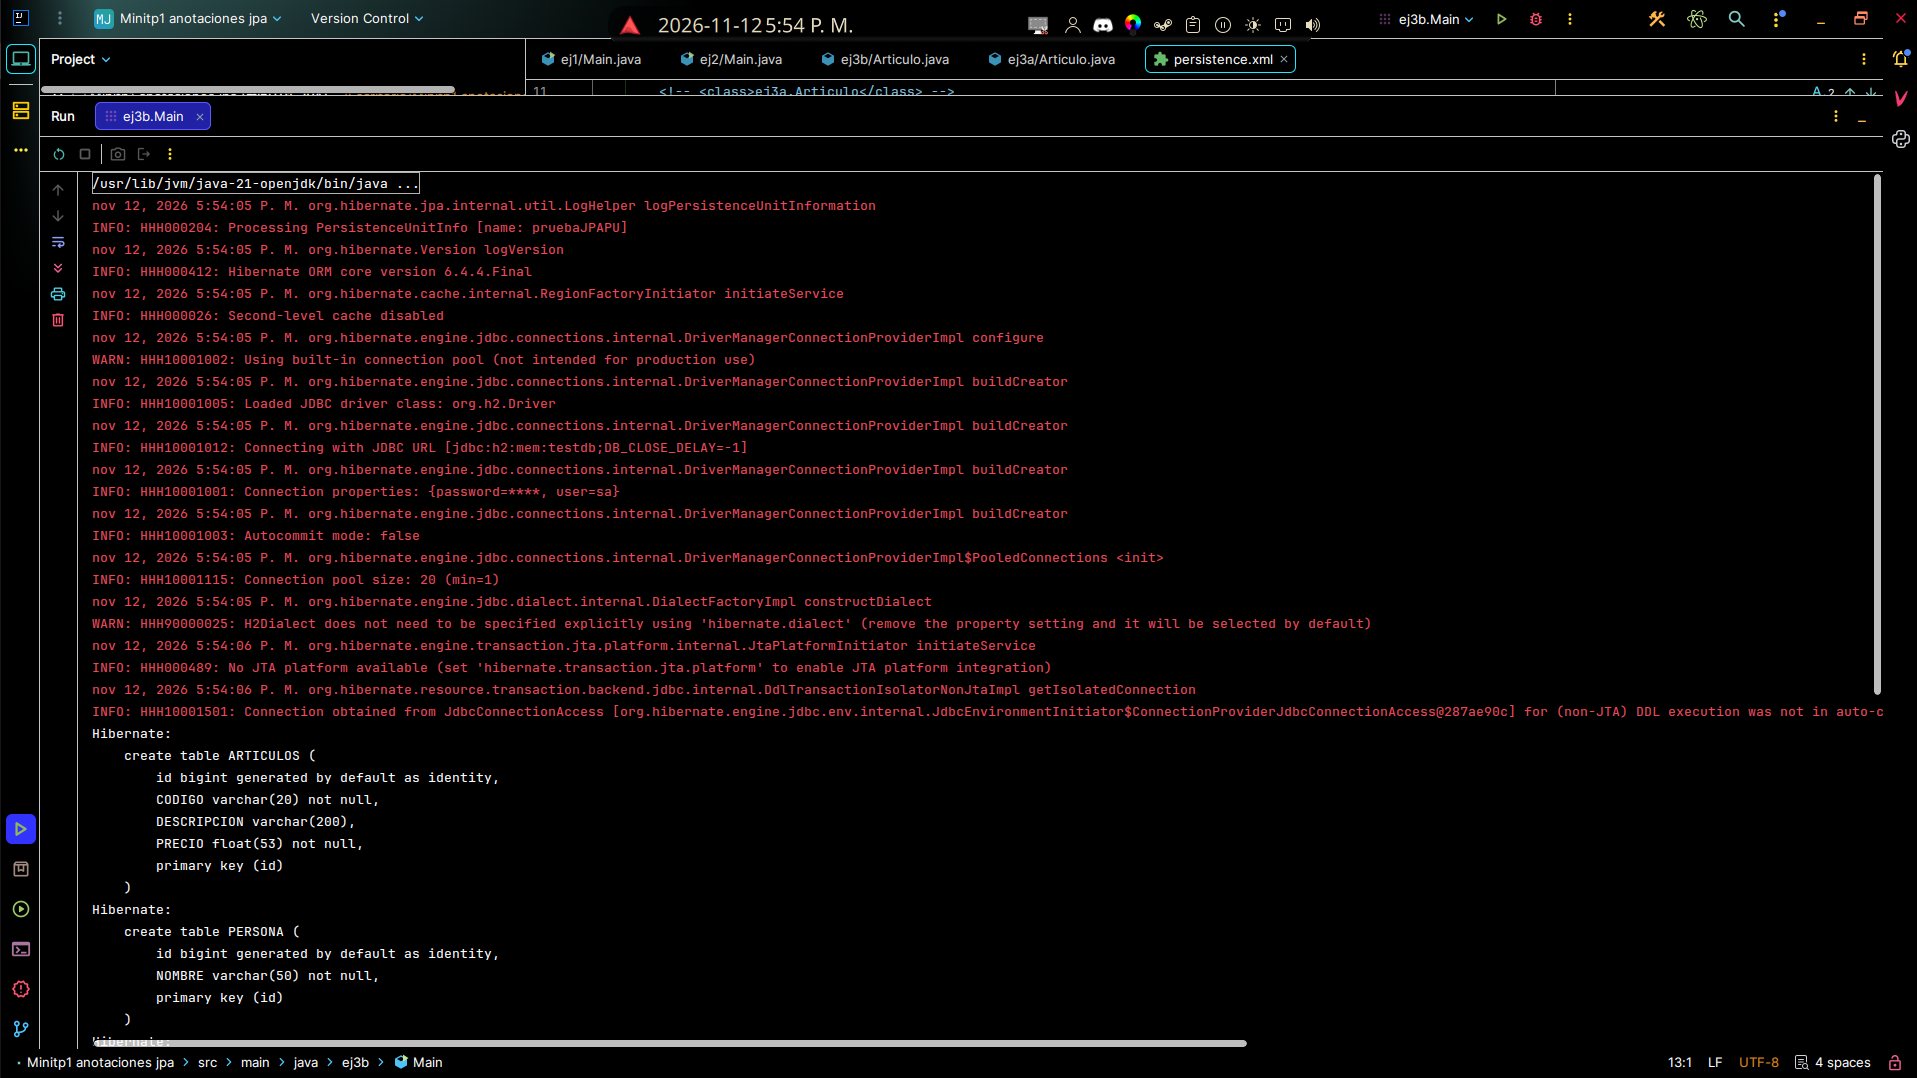 MJ Minitp1 anotaciones jpa Version Control 2026-11-12 5:54 P. M. ej3b.Main
Project ej1/Main.java ej2/Main.java ej3b/Articulo.java ej3a/Articulo.java persistence.xml
11 <!-- <class>ej3a.Articulo</class> --> 2
Run ej3b.Main
/usr/lib/jvm/java-21-openjdk/bin/java ...
nov 12, 2026 5:54:05 P. M. org.hibernate.jpa.internal.util.LogHelper logPersistenceUnitInformation
INFO: HHH000204: Processing PersistenceUnitInfo [name: pruebaJPAPU]
nov 12, 2026 5:54:05 P. M. org.hibernate.Version logVersion
INFO: HHH000412: Hibernate ORM core version 6.4.4.Final
nov 12, 2026 5:54:05 P. M. org.hibernate.cache.internal.RegionFactoryInitiator initiateService
INFO: HHH000026: Second-level cache disabled
nov 12, 2026 5:54:05 P. M. org.hibernate.engine.jdbc.connections.internal.DriverManagerConnectionProviderImpl configure
WARN: HHH10001002: Using built-in connection pool (not intended for production use)
nov 12, 2026 5:54:05 P. M. org.hibernate.engine.jdbc.connections.internal.DriverManagerConnectionProviderImpl buildCreator
INFO: HHH10001005: Loaded JDBC driver class: org.h2.Driver
nov 12, 2026 5:54:05 P. M. org.hibernate.engine.jdbc.connections.internal.DriverManagerConnectionProviderImpl buildCreator
INFO: HHH10001012: Connecting with JDBC URL [jdbc:h2:mem:testdb;DB_CLOSE_DELAY=-1]
nov 12, 2026 5:54:05 P. M. org.hibernate.engine.jdbc.connections.internal.DriverManagerConnectionProviderImpl buildCreator
INFO: HHH10001001: Connection properties: {password=****, user=sa}
nov 12, 2026 5:54:05 P. M. org.hibernate.engine.jdbc.connections.internal.DriverManagerConnectionProviderImpl buildCreator
INFO: HHH10001003: Autocommit mode: false
nov 12, 2026 5:54:05 P. M. org.hibernate.engine.jdbc.connections.internal.DriverManagerConnectionProviderImpl$PooledConnections <init>
INFO: HHH10001115: Connection pool size: 20 (min=1)
nov 12, 2026 5:54:05 P. M. org.hibernate.engine.jdbc.dialect.internal.DialectFactoryImpl constructDialect
WARN: HHH90000025: H2Dialect does not need to be specified explicitly using 'hibernate.dialect' (remove the property setting and it will be selected by default)
nov 12, 2026 5:54:06 P. M. org.hibernate.engine.transaction.jta.platform.internal.JtaPlatformInitiator initiateService
INFO: HHH000489: No JTA platform available (set 'hibernate.transaction.jta.platform' to enable JTA platform integration)
nov 12, 2026 5:54:06 P. M. org.hibernate.resource.transaction.backend.jdbc.internal.DdlTransactionIsolatorNonJtaImpl getIsolatedConnection
INFO: HHH10001501: Connection obtained from JdbcConnectionAccess [org.hibernate.engine.jdbc.env.internal.JdbcEnvironmentInitiator$ConnectionProviderJdbcConnectionAccess@287ae90c] for (non-JTA) DDL execution was not in auto-c
Hibernate:
create table ARTICULOS (
id bigint generated by default as identity,
CODIGO varchar(20) not null,
DESCRIPCION varchar(200),
PRECIO float(53) not null,
primary key (id)
)
Hibernate:
create table PERSONA (
id bigint generated by default as identity,
NOMBRE varchar(50) not null,
primary key (id)
)
Hibernate:
Minitp1 anotaciones jpa > src > main > java > ej3b > Main 13:1 LF UTF-8 4 spaces